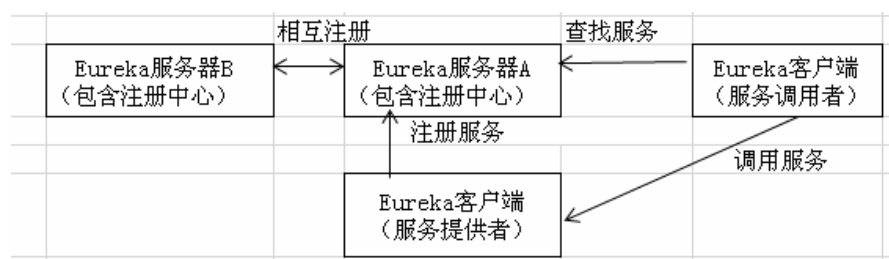 相互注册
查找服务
Eureka服务器B
（包含注册中心）
Eureka服务器A
（包含注册中心）
Eureka客户端
（服务调用者）
注册服务
调用服务
Eureka客户端
（服务提供者）